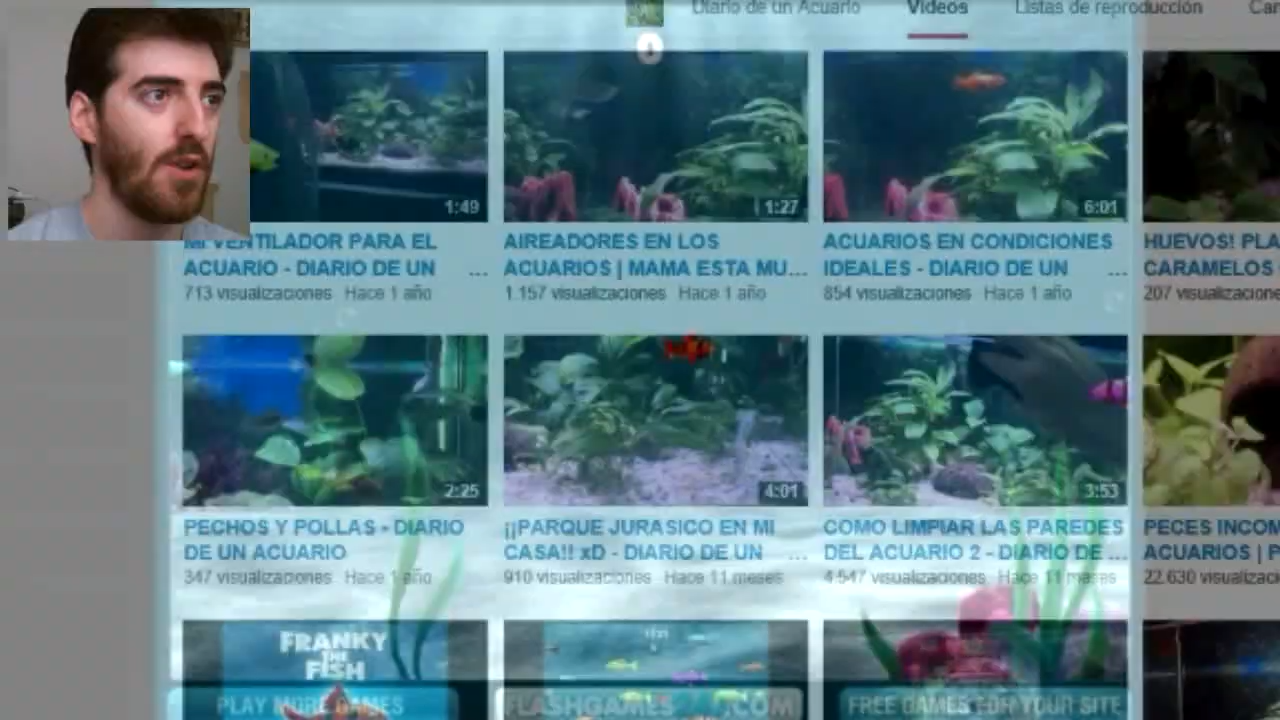 Diario de un Acuario Videos Listas de reproducción
1:49 1:27 6:01
MI VENTILADOR PARA EL
ACUARIO - DIARIO DE UN ...
713 visualizaciones Hace 1 año
AIREADORES EN LOS
ACUARIOS | MAMA ESTA MU...
1.157 visualizaciones Hace 1 año
ACUARIOS EN CONDICIONES
IDEALES - DIARIO DE UN ...
854 visualizaciones Hace 1 año
HUEVOS! PLA
CARAMELOS
207 visualizacione
2:25 4:01 3:53
PECHOS Y POLLAS - DIARIO
DE UN ACUARIO
347 visualizaciones Hace 1 año
¡¡PARQUE JURASICO EN MI
CASA!! xD - DIARIO DE UN ...
910 visualizaciones Hace 11 meses
COMO LIMPIAR LAS PAREDES
DEL ACUARIO 2 - DIARIO DE ...
4.547 visualizaciones Hace 11 meses
PECES INCOM
ACUARIOS | P
22.630 visualizaci
FRANKY
THE
FISH
PLAY MORE GAMES FLASHGAMES .COM FREE GAMES FOR YOUR SITE